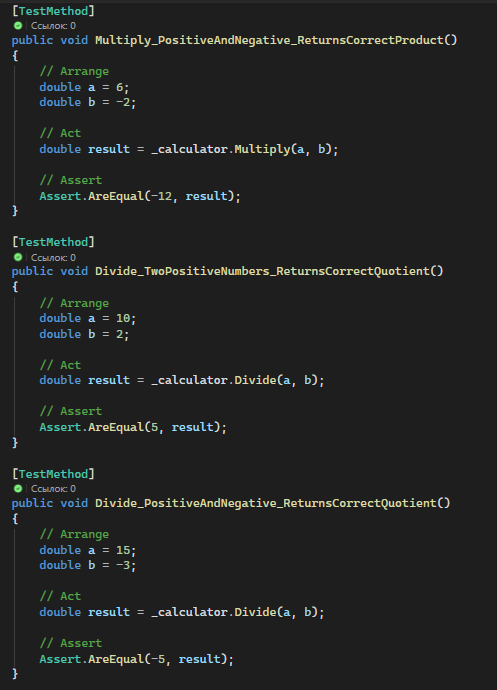 [TestMethod]
Ссылок: 0
public void Multiply_PositiveAndNegative_ReturnsCorrectProduct()
{
    // Arrange
    double a = 6;
    double b = -2;

    // Act
    double result = _calculator.Multiply(a, b);

    // Assert
    Assert.AreEqual(-12, result);
}

[TestMethod]
Ссылок: 0
public void Divide_TwoPositiveNumbers_ReturnsCorrectQuotient()
{
    // Arrange
    double a = 10;
    double b = 2;

    // Act
    double result = _calculator.Divide(a, b);

    // Assert
    Assert.AreEqual(5, result);
}

[TestMethod]
Ссылок: 0
public void Divide_PositiveAndNegative_ReturnsCorrectQuotient()
{
    // Arrange
    double a = 15;
    double b = -3;

    // Act
    double result = _calculator.Divide(a, b);

    // Assert
    Assert.AreEqual(-5, result);
}